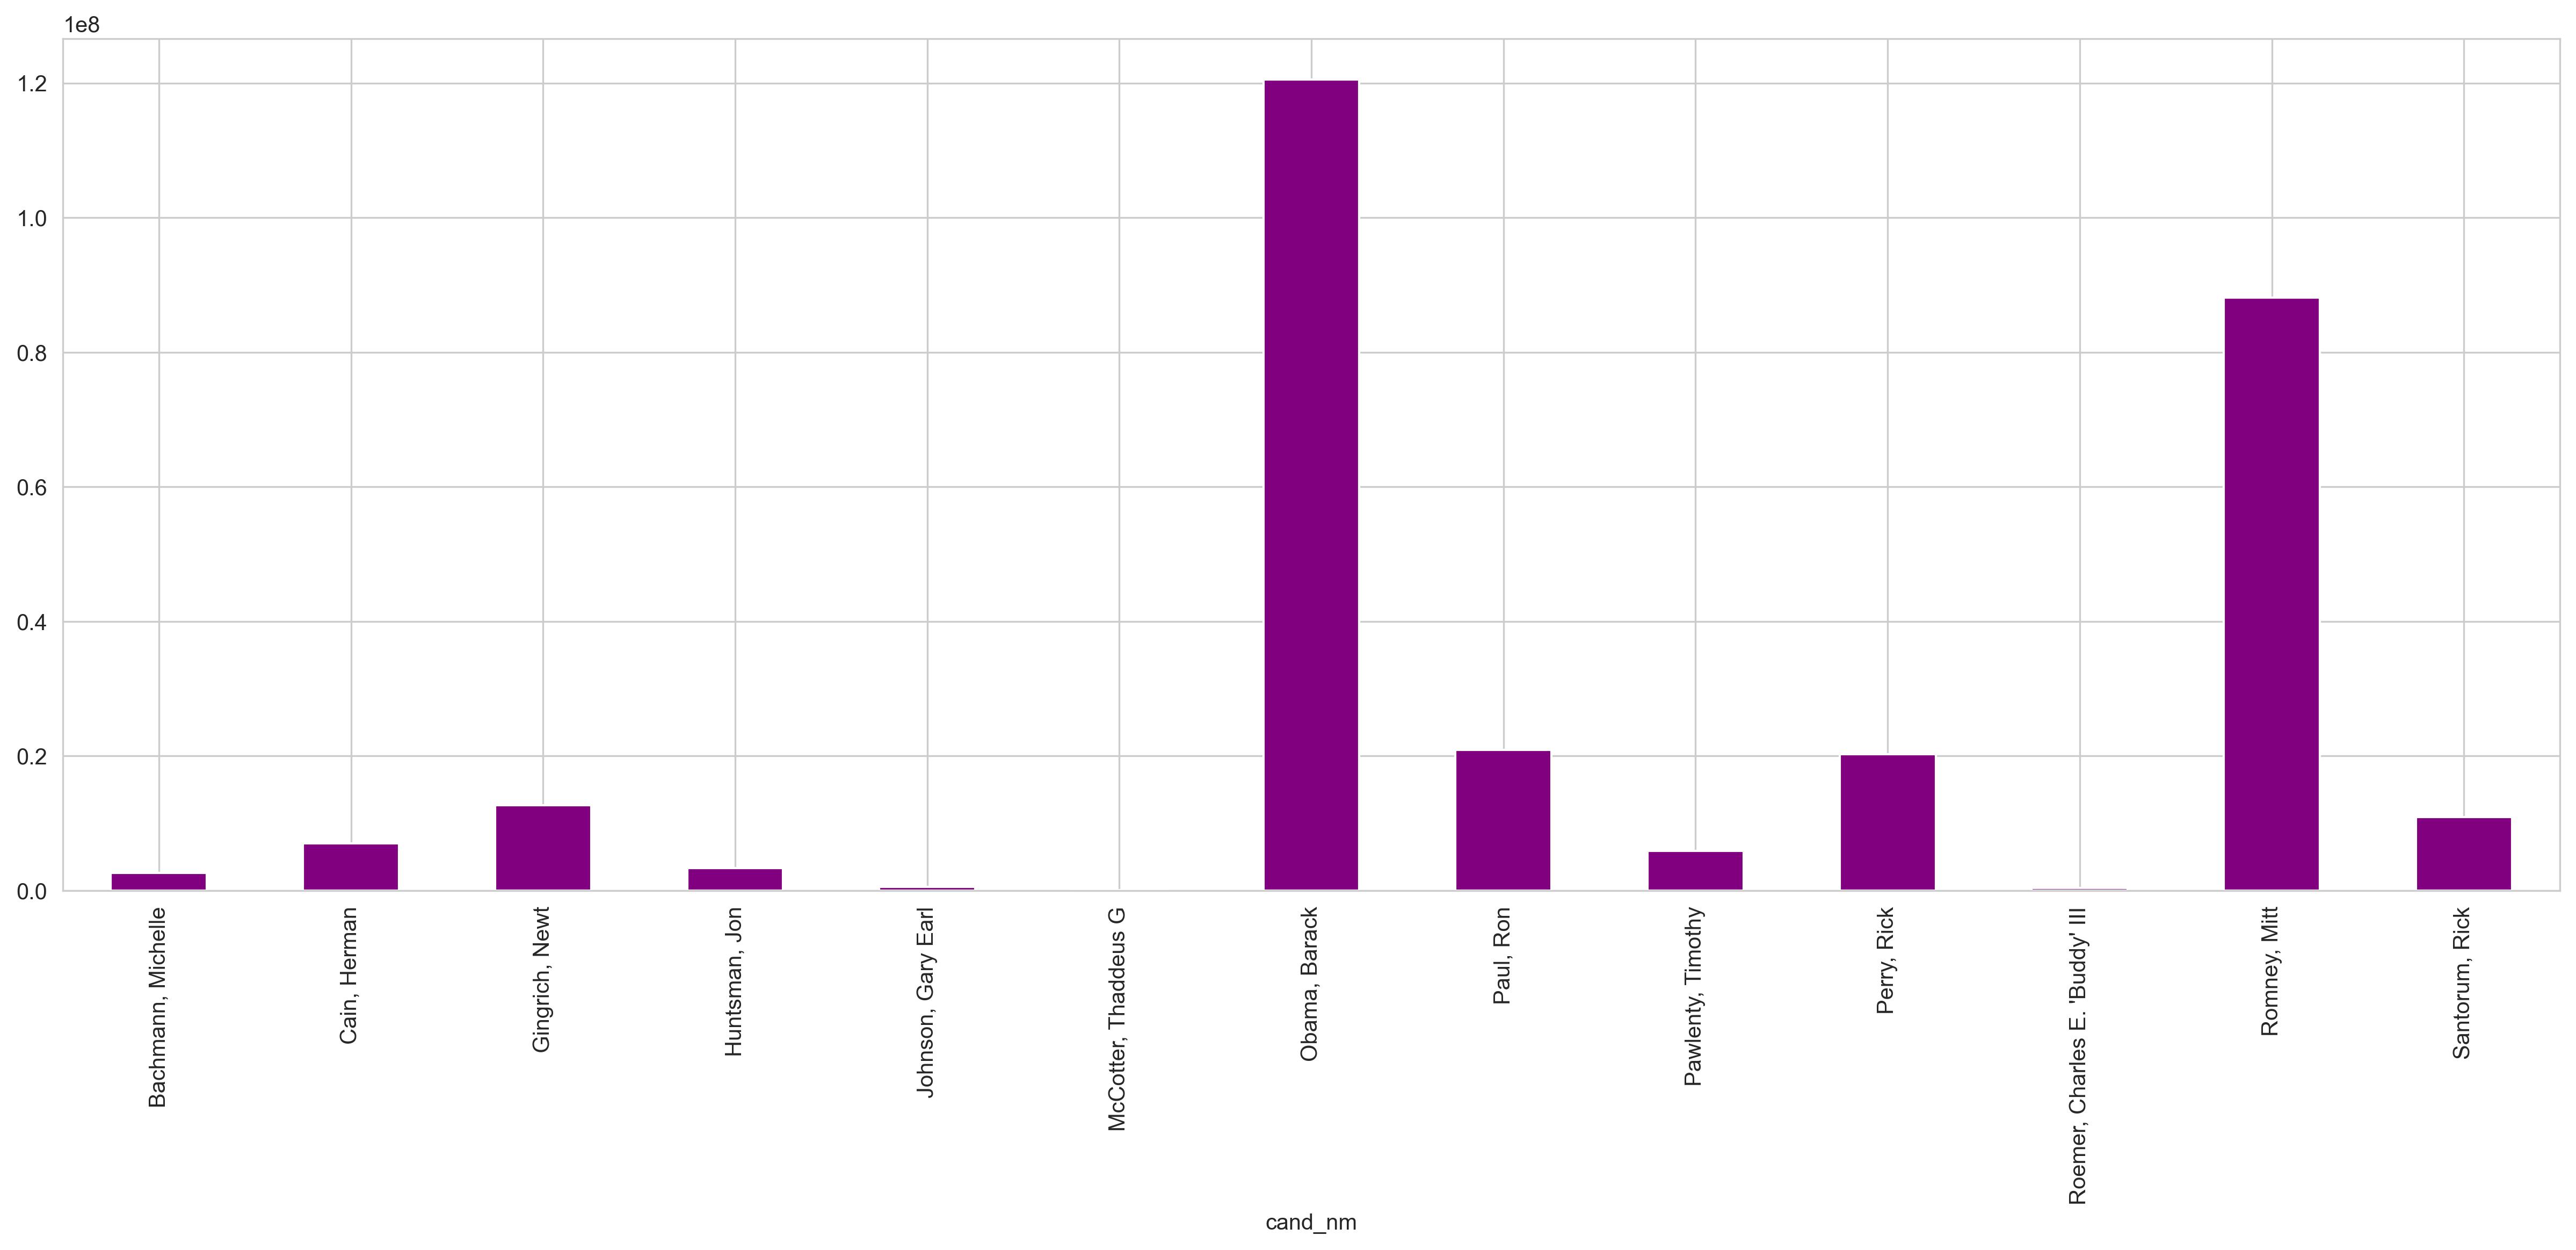 1e8
1.2
1.0
0.8
0.6
0.4
0.2
0.0
Bachmann, Michelle
Cain, Herman
Gingrich, Newt
Huntsman, Jon
Johnson, Gary Earl
McCotter, Thaddeus G
Obama, Barack
Paul, Ron
Pawlenty, Timothy
Perry, Rick
Roemer, Charles E. 'Buddy' III
Romney, Mitt
Santorum, Rick
cand_nm